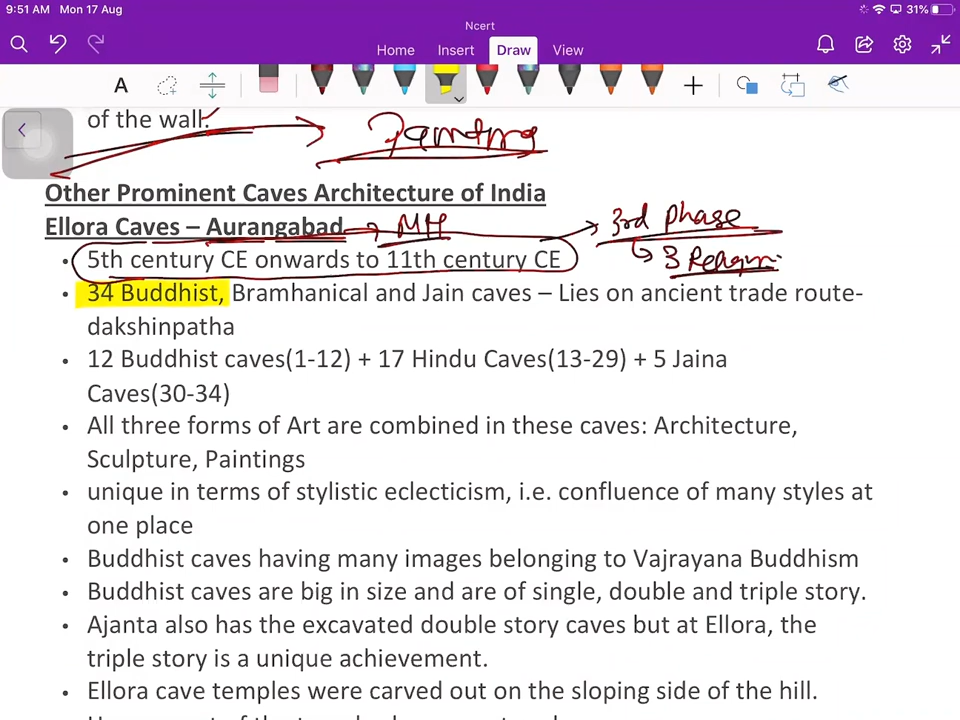 9:51 AM Mon 17 Aug
31%
Ncert
Home Insert Draw View
A
of the wall.
Painting
Other Prominent Caves Architecture of India
Ellora Caves – Aurangabad
MH
3rd phase
• 5th century CE onwards to 11th century CE
3
• 34 Buddhist, Bramhanical and Jain caves – Lies on ancient trade route-
dakshinpatha
• 12 Buddhist caves(1-12) + 17 Hindu Caves(13-29) + 5 Jaina
Caves(30-34)
• All three forms of Art are combined in these caves: Architecture,
Sculpture, Paintings
• unique in terms of stylistic eclecticism, i.e. confluence of many styles at
one place
• Buddhist caves having many images belonging to Vajrayana Buddhism
• Buddhist caves are big in size and are of single, double and triple story.
• Ajanta also has the excavated double story caves but at Ellora, the
triple story is a unique achievement.
• Ellora cave temples were carved out on the sloping side of the hill.